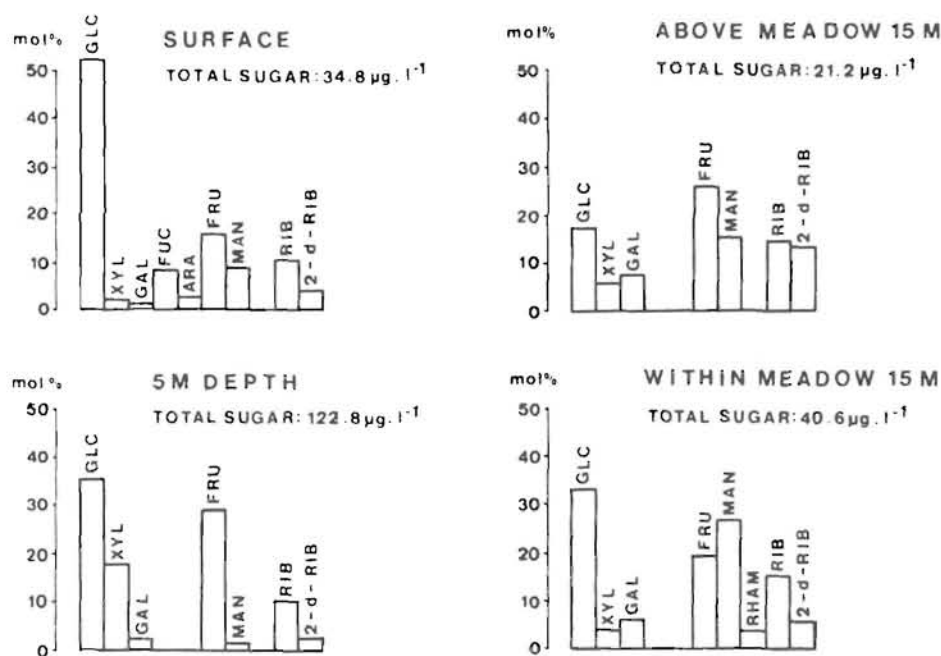 mol%
SURFACE
TOTAL SUGAR: 34.8 µg. l⁻¹
50
40
30
20
10
0
GLC
XYL
GAL
FUC
ARA
FRU
MAN
RIB
2-d-RIB
mol%
ABOVE MEADOW 15 M
TOTAL SUGAR: 21.2 µg. l⁻¹
50
40
30
20
10
0
GLC
XYL
GAL
FRU
MAN
RIB
2-d-RIB
mol%
5M DEPTH
TOTAL SUGAR: 122.8 µg. l⁻¹
50
40
30
20
10
0
GLC
XYL
GAL
FRU
MAN
RIB
2-d-RIB
mol%
WITHIN MEADOW 15 M
TOTAL SUGAR: 40.6 µg. l⁻¹
50
40
30
20
10
0
GLC
XYL
GAL
FRU
MAN
RHAM
RIB
2-d-RIB